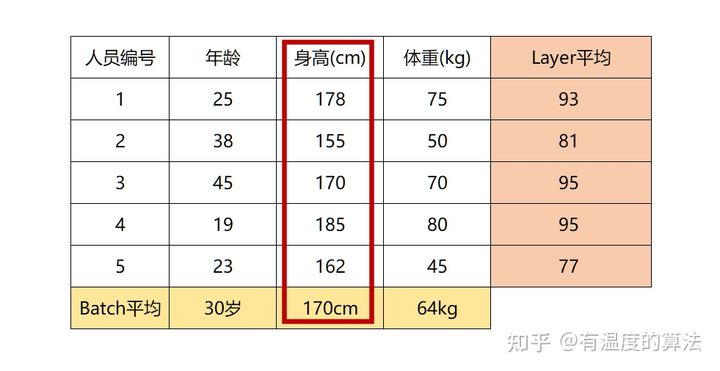 人员编号 年龄 身高(cm) 体重(kg) Layer平均
1 25 178 75 93
2 38 155 50 81
3 45 170 70 95
4 19 185 80 95
5 23 162 45 77
Batch平均 30岁 170cm 64kg
知乎 @有温度的算法